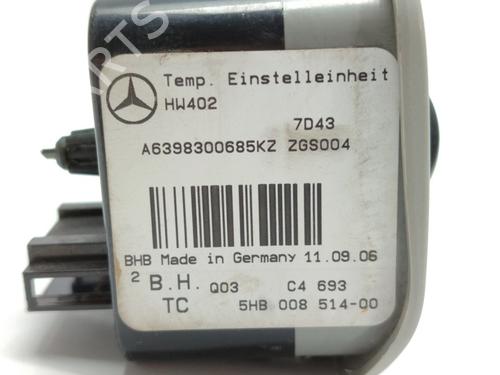 Temp. Einstelleinheit
HW402
7D43
A6398300685KZ ZGS004
BHB Made in Germany 11.09.06
2 B.H. Q03 C4 693
TC 5HB 008 514-00